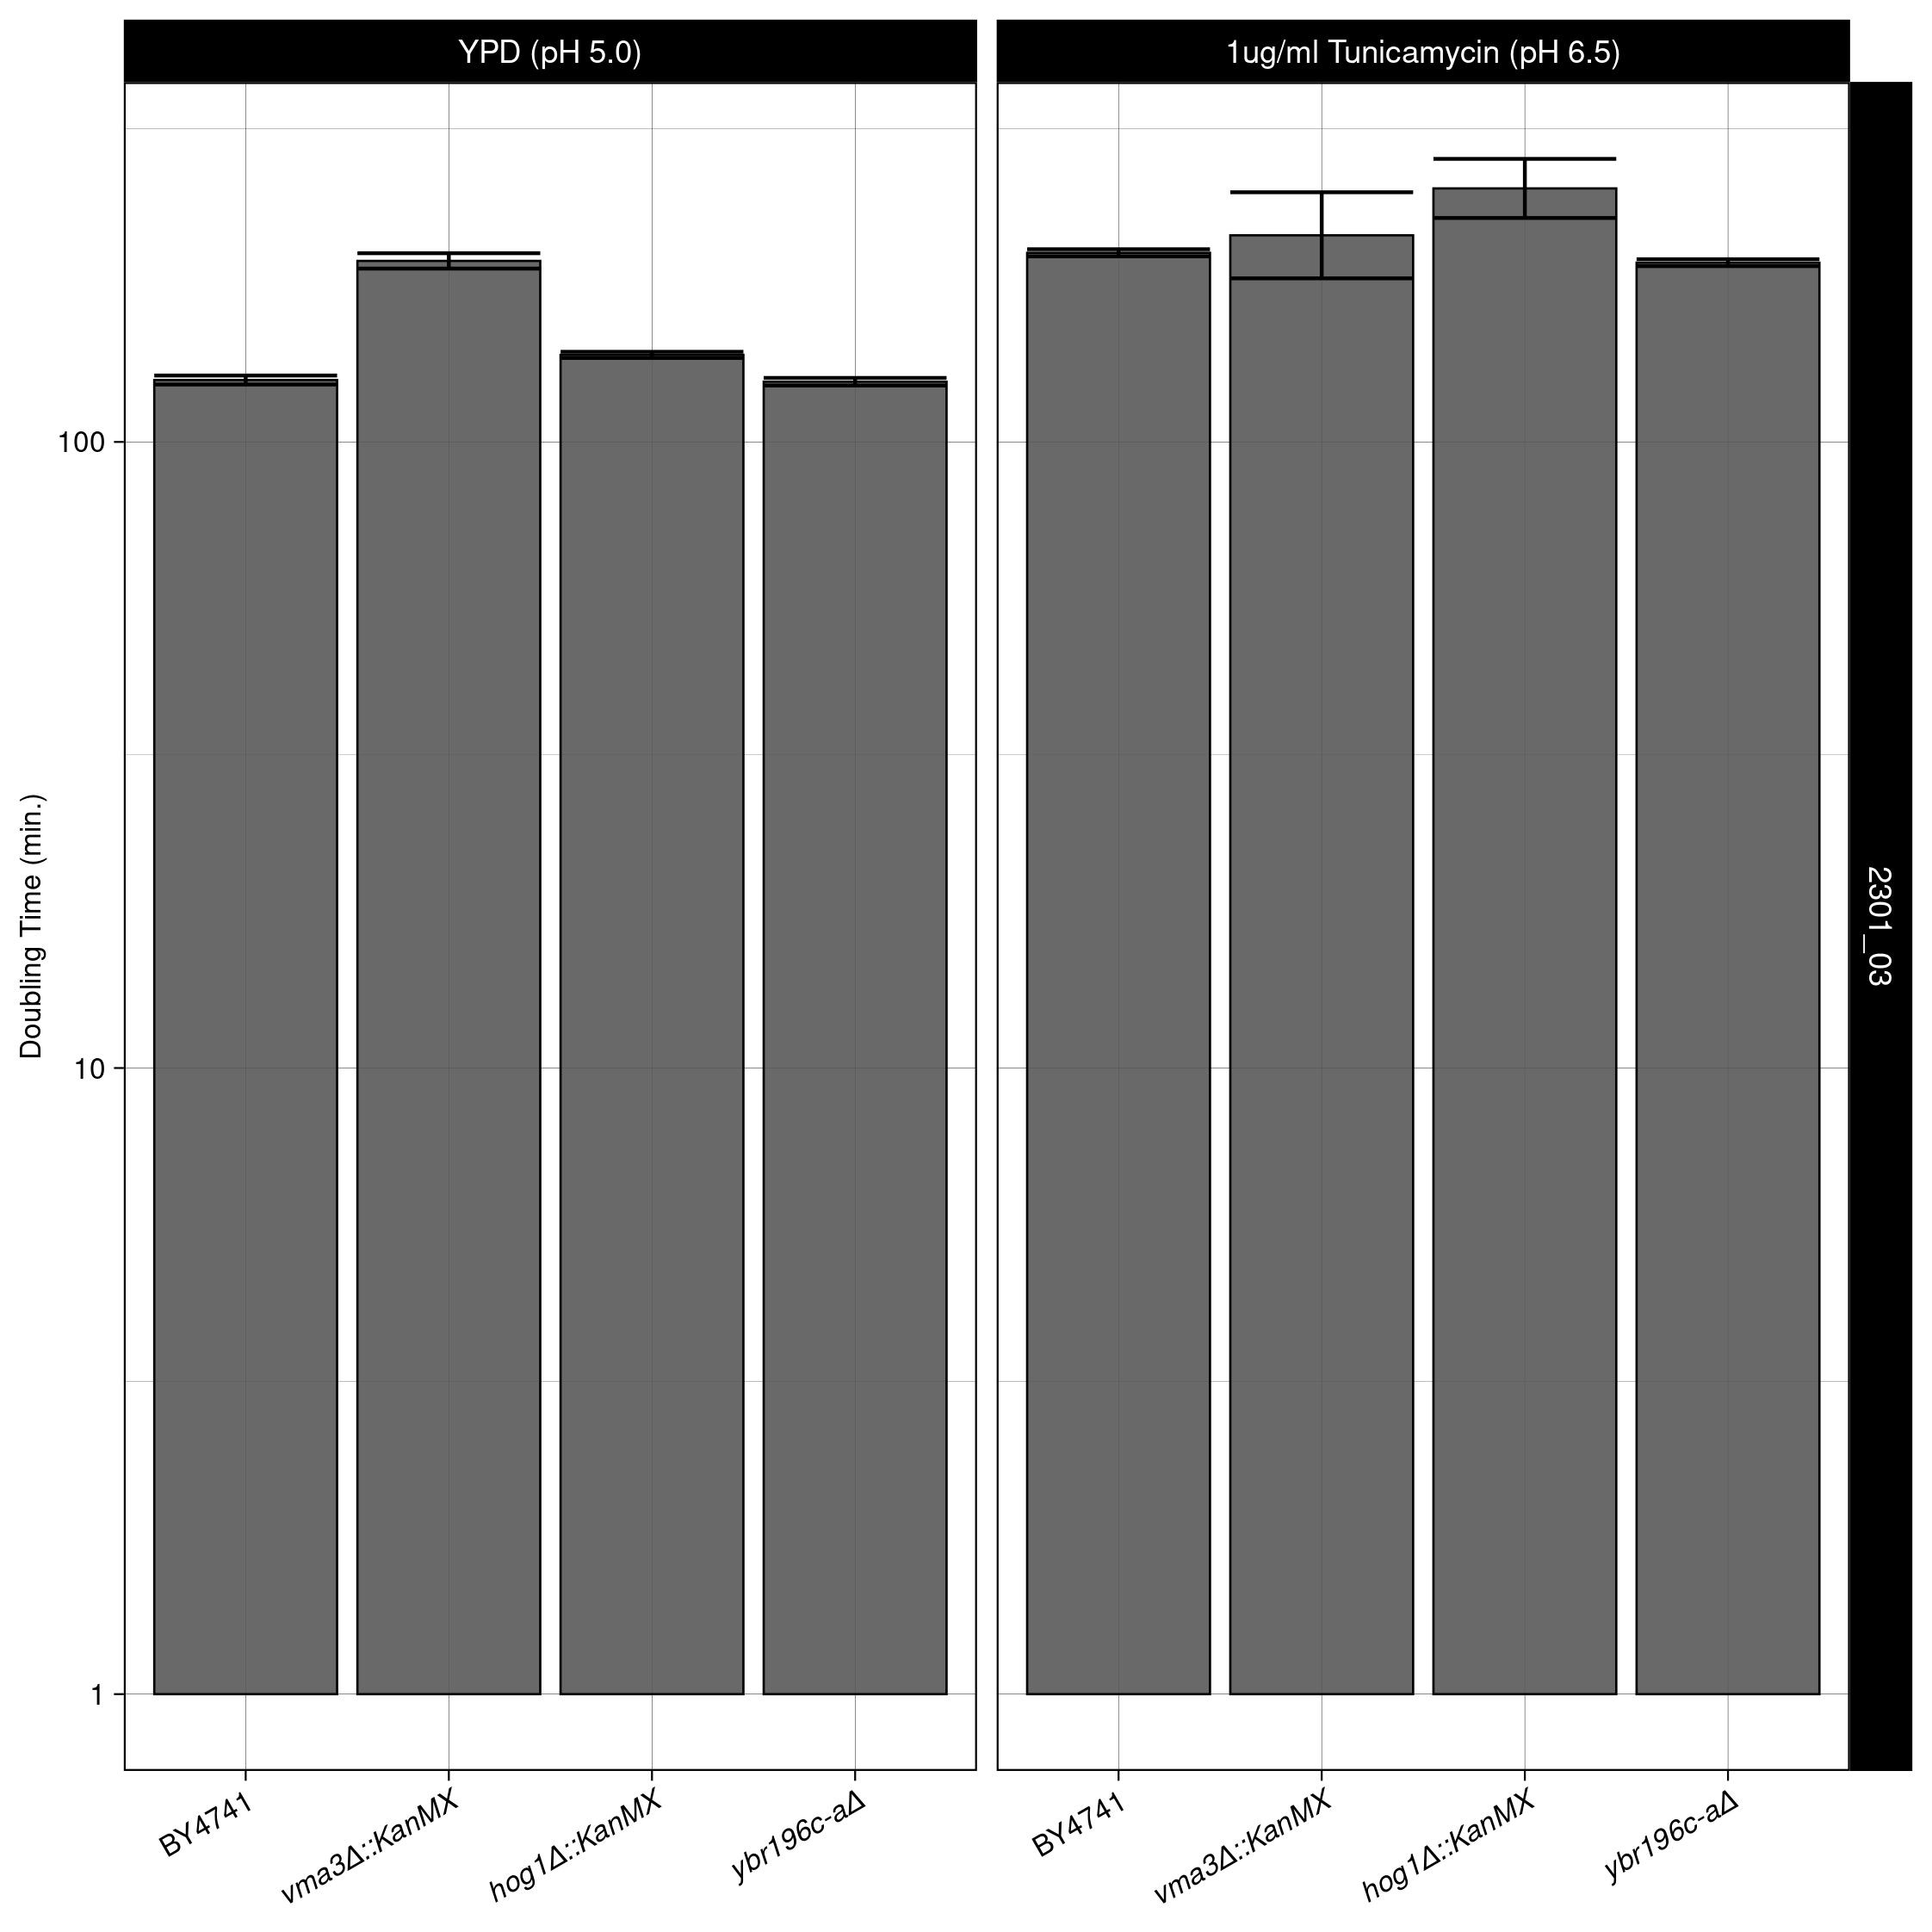 YPD (pH 5.0)
1ug/ml Tunicamycin (pH 6.5)
2301_03
Doubling Time (min.)
100
10
1
BY4741
vma3Δ::KanMX
hog1Δ::KanMX
ybr196c-aΔ
BY4741
vma3Δ::KanMX
hog1Δ::KanMX
ybr196c-aΔ